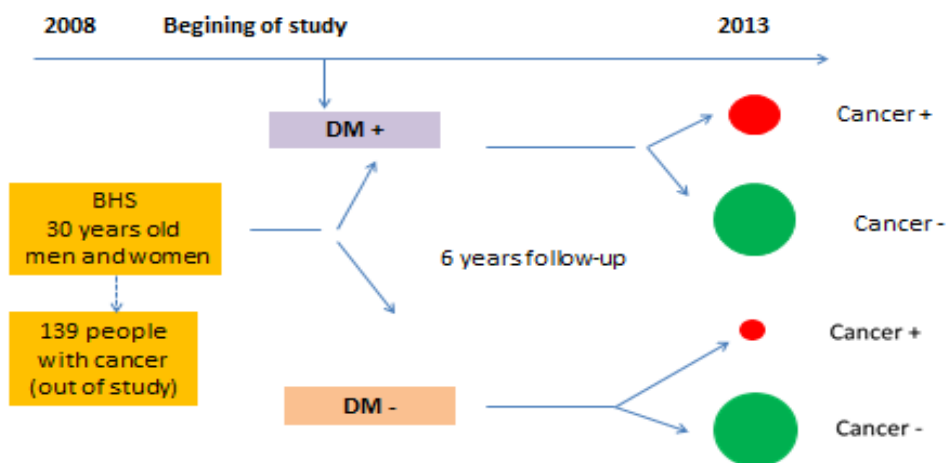 2008 Begining of study 2013
DM +
Cancer +
BHS
30 years old
men and women
Cancer -
6 years follow-up
139 people
with cancer
(out of study)
Cancer +
DM -
Cancer -